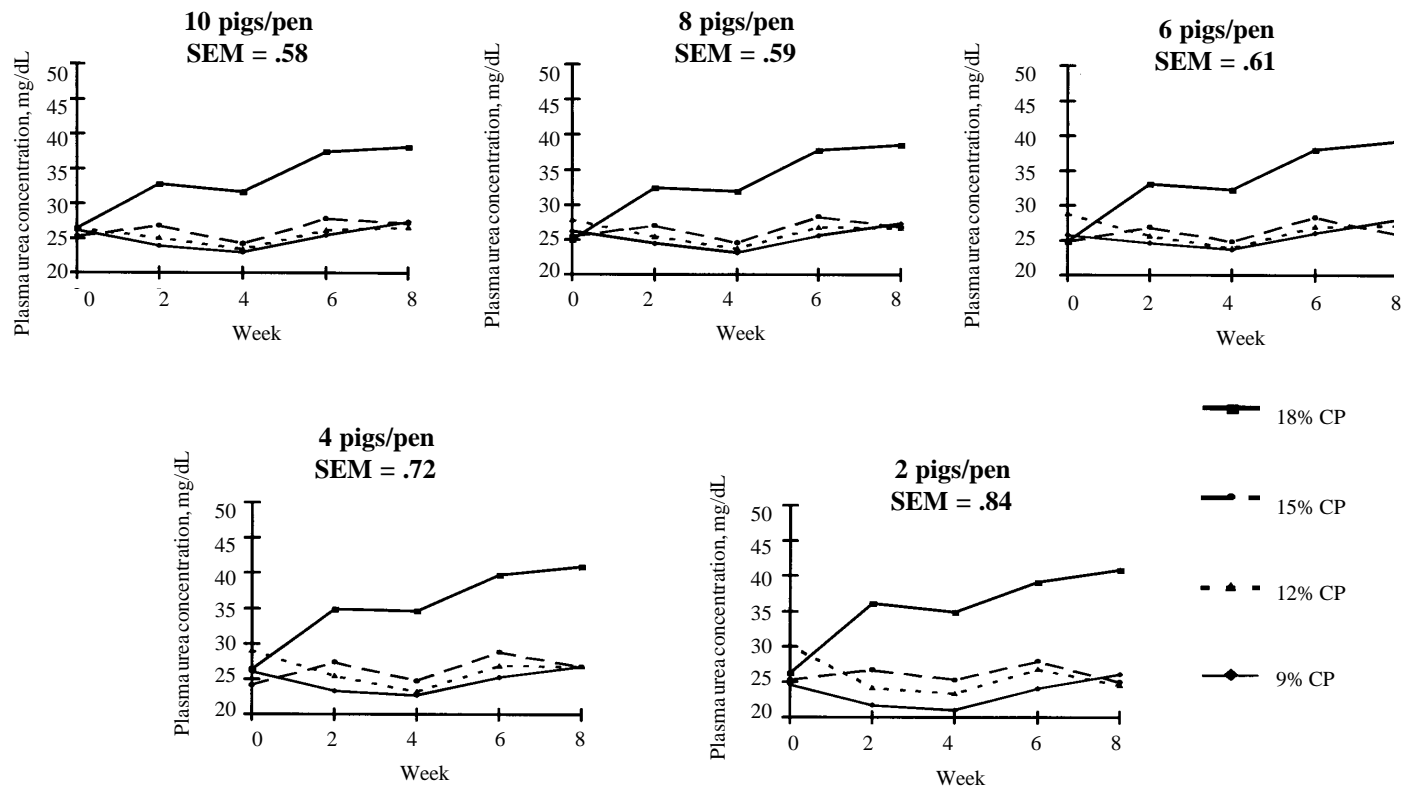 10 pigs/pen
SEM = .58
Plasma urea concentration, mg/dL
50
45
40
35
30
25
20
0 2 4 6 8
Week
8 pigs/pen
SEM = .59
Plasma urea concentration, mg/dL
50
45
40
35
30
25
20
0 2 4 6 8
Week
6 pigs/pen
SEM = .61
Plasma urea concentration, mg/dL
50
45
40
35
30
25
20
0 2 4 6 8
Week
4 pigs/pen
SEM = .72
Plasma urea concentration, mg/dL
50
45
40
35
30
25
20
0 2 4 6 8
Week
2 pigs/pen
SEM = .84
Plasma urea concentration, mg/dL
50
45
40
35
30
25
20
0 2 4 6 8
Week
18% CP
15% CP
12% CP
9% CP